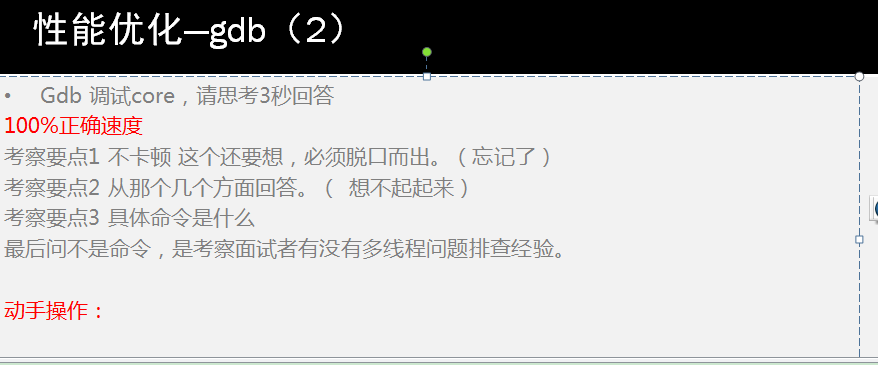 性能优化—gdb（2）
• Gdb 调试core，请思考3秒回答
100%正确速度
考察要点1 不卡顿 这个还要想，必须脱口而出。（忘记了）
考察要点2 从那个几个方面回答。（ 想不起起来）
考察要点3 具体命令是什么
最后问不是命令，是考察面试者有没有多线程问题排查经验。
动手操作：